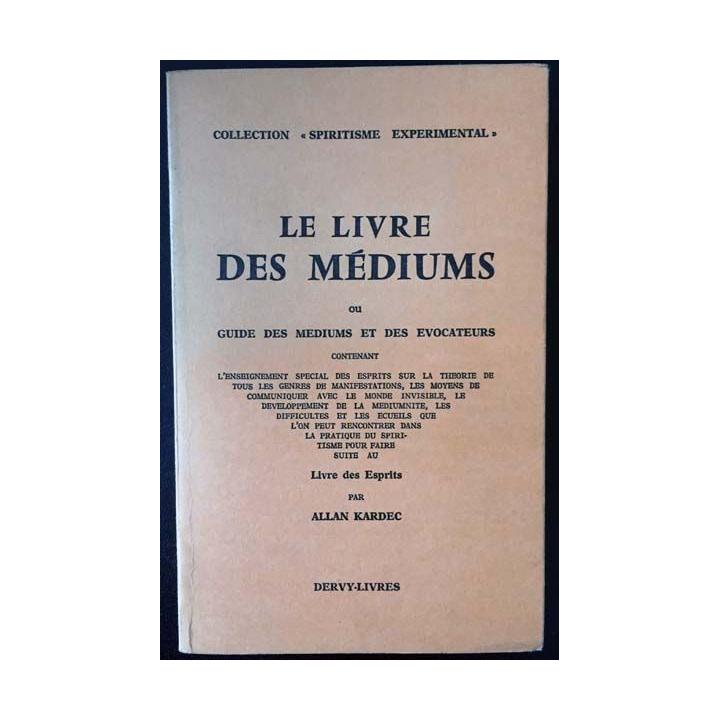 COLLECTION « SPIRITISME EXPERIMENTAL »
LE LIVRE
DES MÉDIUMS
ou
GUIDE DES MEDIUMS ET DES EVOCATEURS
CONTENANT
L'ENSEIGNEMENT SPECIAL DES ESPRITS SUR LA THEORIE DE
TOUS LES GENRES DE MANIFESTATIONS, LES MOYENS DE
COMMUNIQUER AVEC LE MONDE INVISIBLE, LE
DEVELOPPEMENT DE LA MEDIUMNITE, LES
DIFFICULTES ET LES ECUEILS QUE
L'ON PEUT RENCONTRER DANS
LA PRATIQUE DU SPIRI-
TISME POUR FAIRE
SUITE AU
Livre des Esprits
PAR
ALLAN KARDEC
DERVY-LIVRES